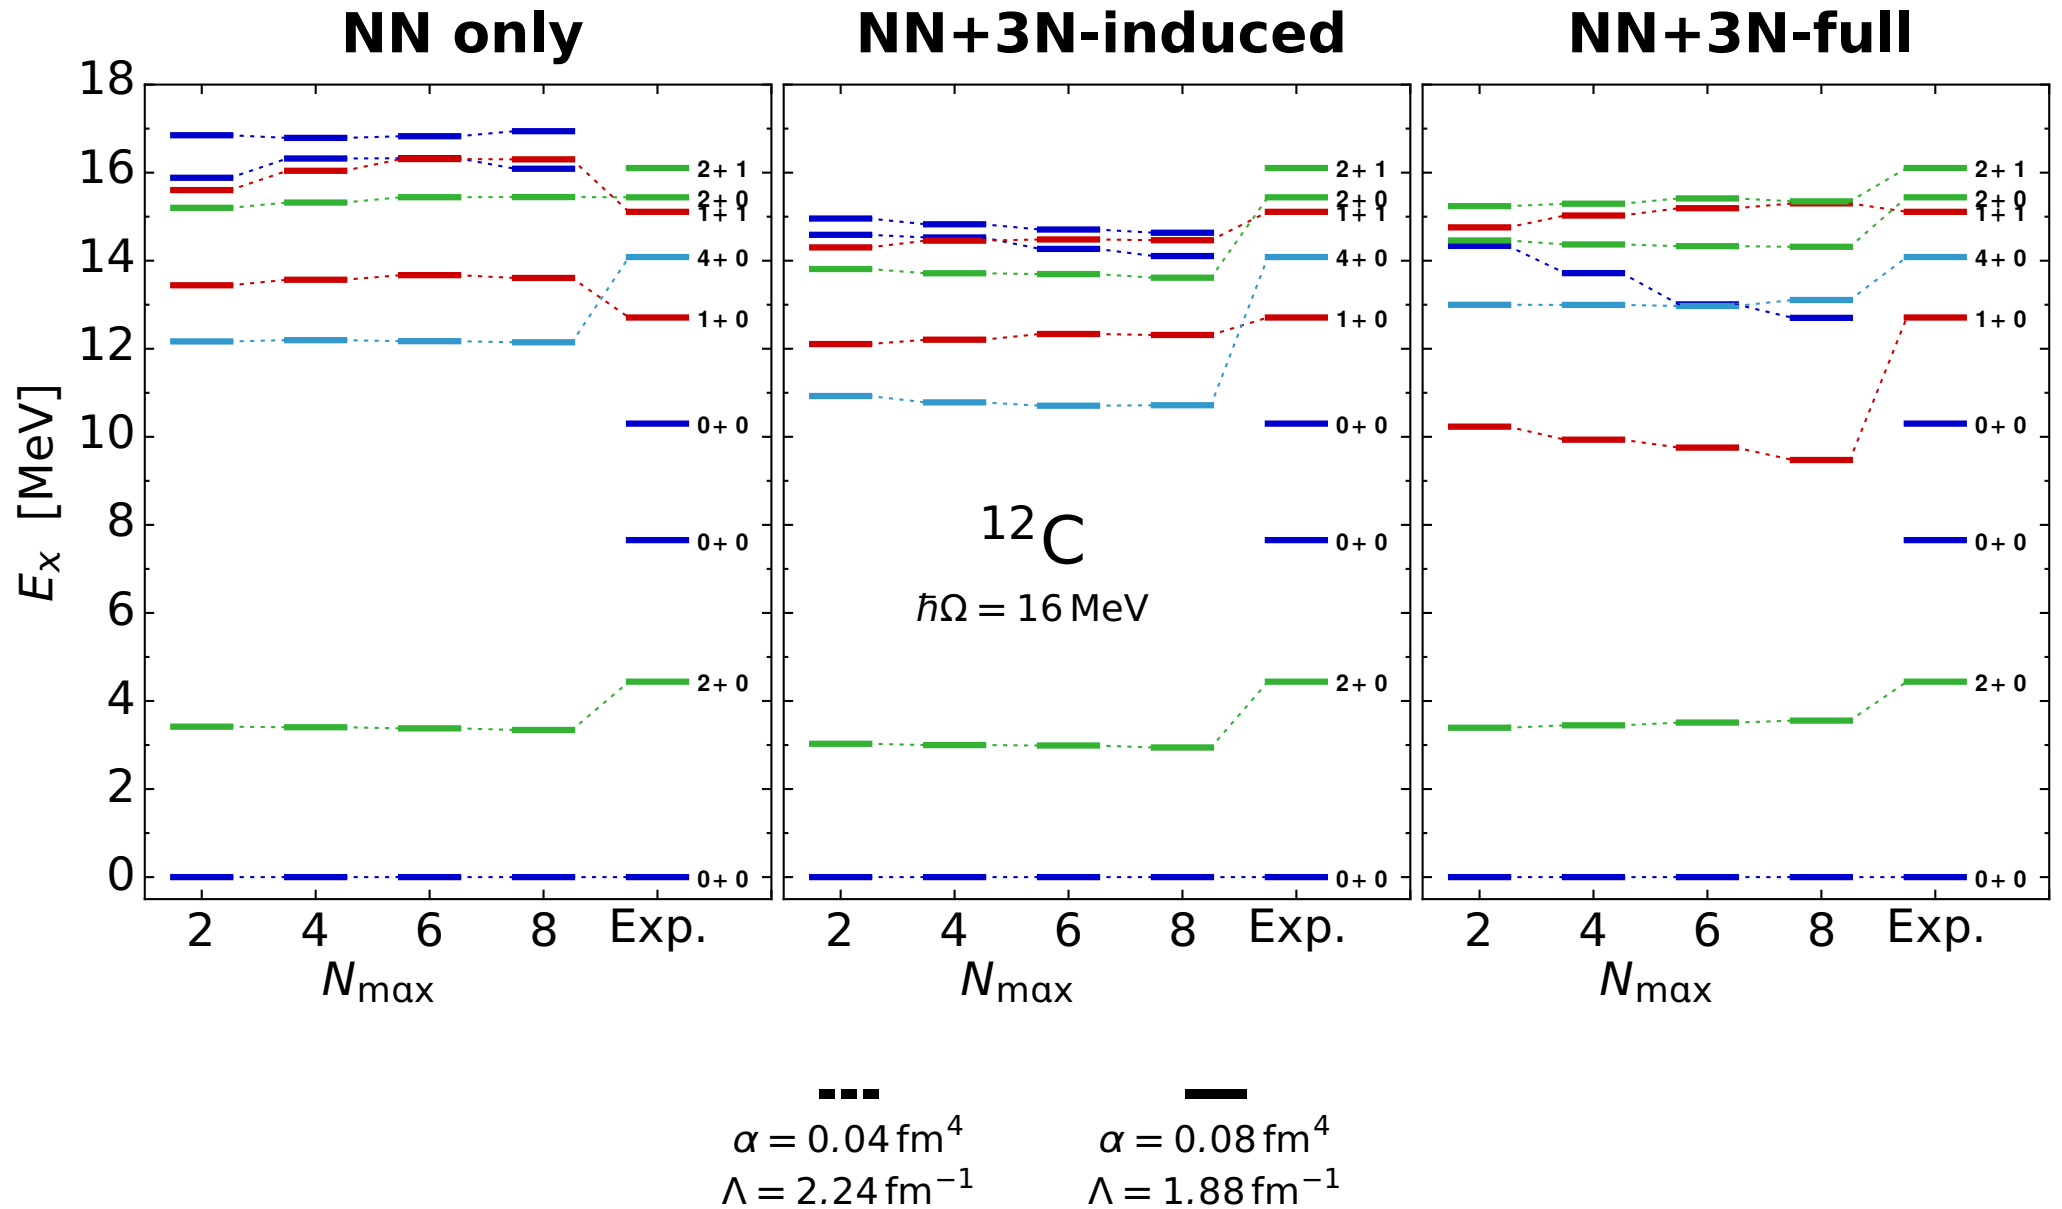 NN only
NN+3N-induced
NN+3N-full
E_x [MeV]
18
16
14
12
10
8
6
4
2
0
2+ 1
2+ 0
1+ 1
4+ 0
1+ 0
0+ 0
0+ 0
2+ 0
0+ 0
2+ 1
2+ 0
1+ 1
4+ 0
1+ 0
0+ 0
0+ 0
2+ 0
0+ 0
2+ 1
2+ 0
1+ 1
4+ 0
1+ 0
0+ 0
0+ 0
2+ 0
0+ 0
¹²C
ħΩ = 16 MeV
2 4 6 8 Exp.
2 4 6 8 Exp.
2 4 6 8 Exp.
N_max
N_max
N_max
α = 0.04 fm⁴
Λ = 2.24 fm⁻¹
α = 0.08 fm⁴
Λ = 1.88 fm⁻¹